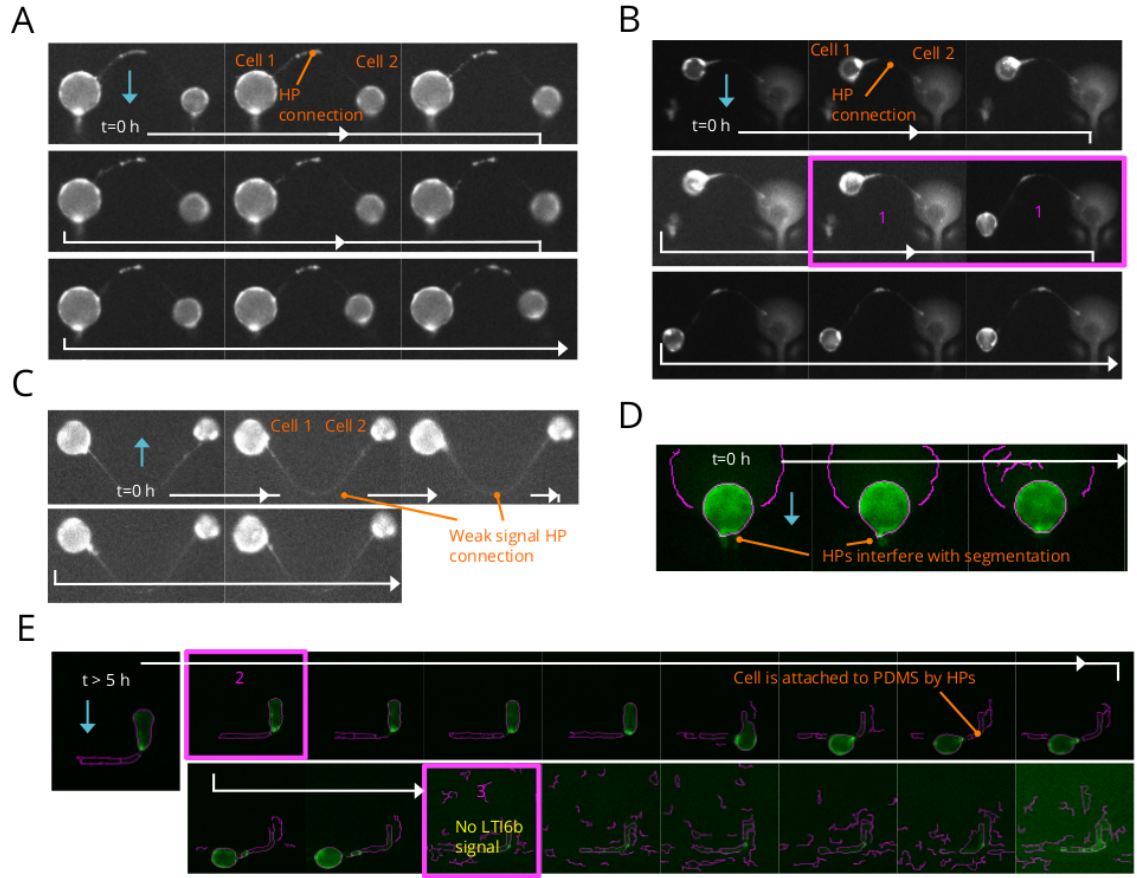 A
Cell 1
Cell 2
HP
connection
t=0 h
B
Cell 1
Cell 2
HP
connection
t=0 h
1
1
C
Cell 1
Cell 2
t=0 h
Weak signal HP
connection
D
t=0 h
HPs interfere with segmentation
E
t > 5 h
2
Cell is attached to PDMS by HPs
3
No LTI6b
signal